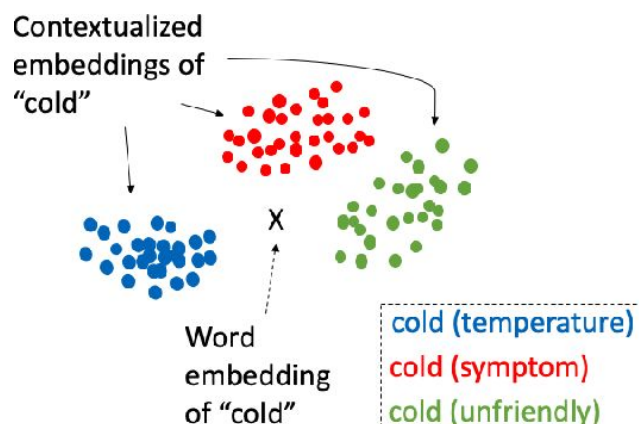 Contextualized
embeddings of
“cold”
X
Word
embedding
of “cold”
cold (temperature)
cold (symptom)
cold (unfriendly)